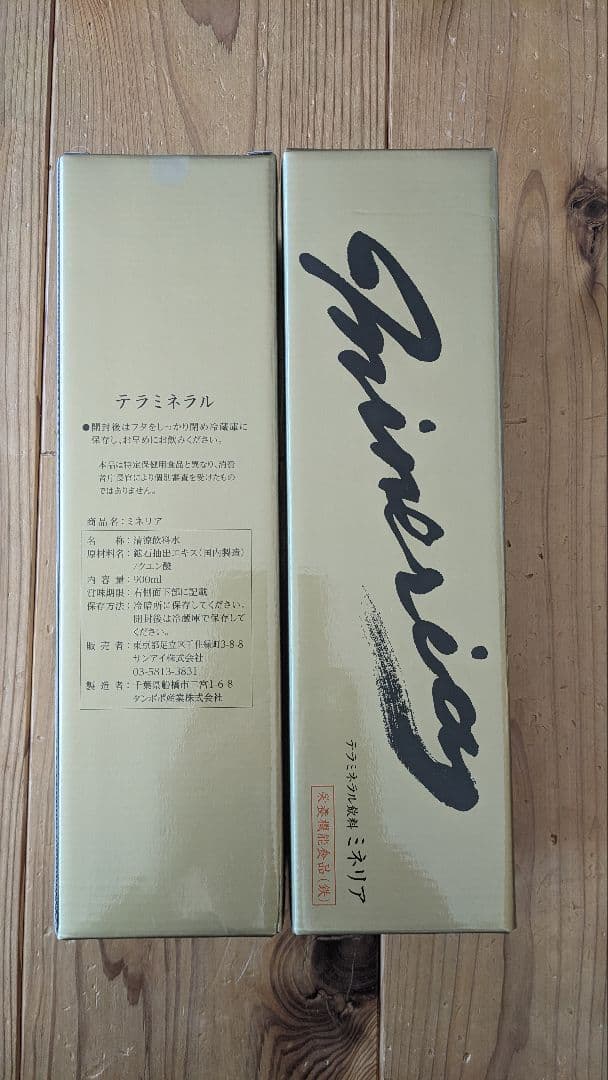 テラミネラル
●開封後はフタをしっかり閉め冷蔵庫に
保存し、お早めにお飲みください。
本品は特定保健用食品と異なり、消費
者庁長官により個別審査を受けたもの
ではありません。
商品名：ミネリア
名　　称：清涼飲料水
原材料名：鉱石抽出エキス（国内製造）
/クエン酸
内 容 量：900ml
賞味期限：右側面下部に記載
保存方法：冷暗所に保存してください。
開封後は冷蔵庫で保存して
ください。
販 売 者：東京都足立区千住緑町3-8-8
サンアイ株式会社
03-5813-3831
製 造 者：千葉県船橋市三宮1-6-8
タンポポ産業株式会社
mineria
テラミネラル飲料 ミネリア
栄養機能食品（鉄）